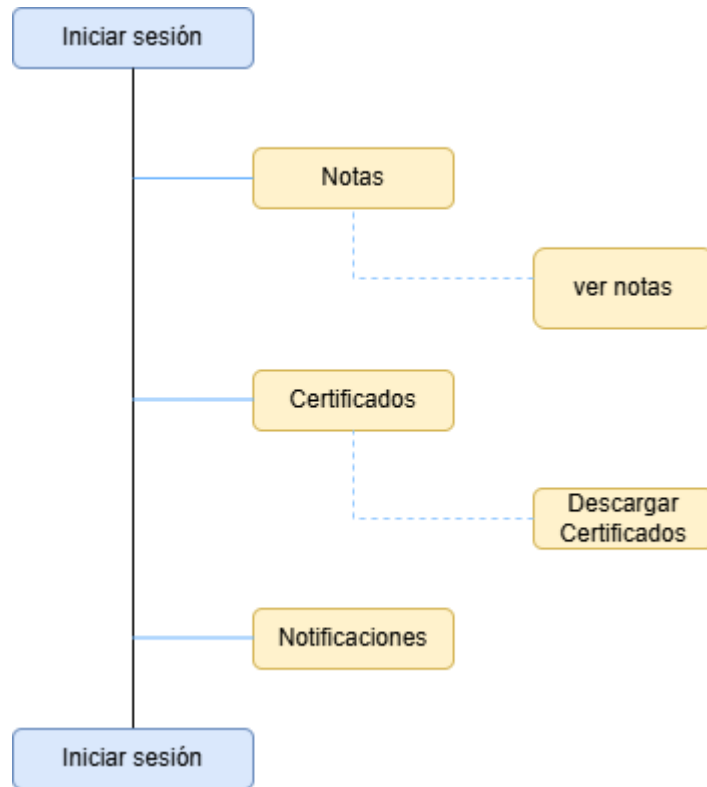 Iniciar sesión
Notas
ver notas
Certificados
Descargar
Certificados
Notificaciones
Iniciar sesión